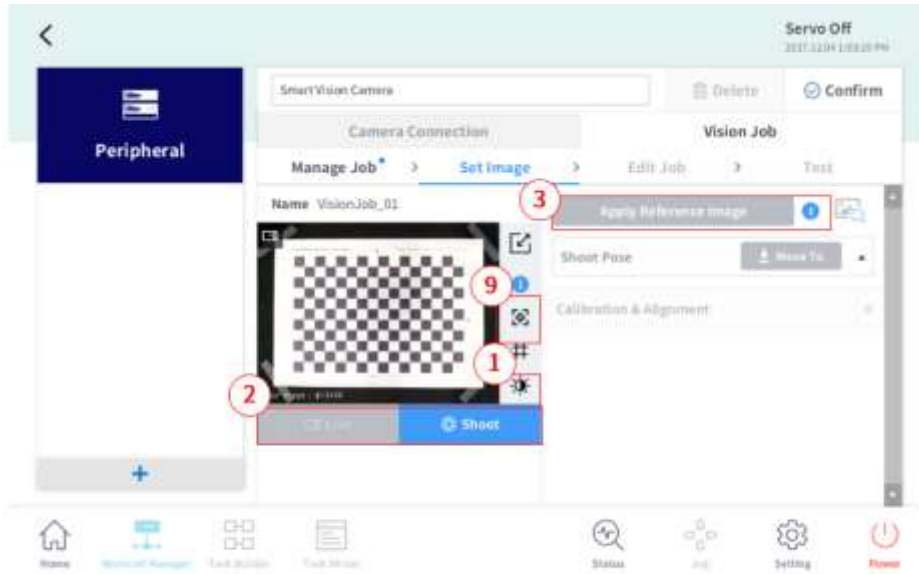 Servo Off
Smart Vision Camera
Delete
Confirm
Peripheral
Camera Connection
Vision Job
Manage Job
Set Image
Edit Job
Test
Name VisionJob_01
3
Apply Reference Image
Shoot Pose
Move To
9
Calibration & Alignment
1
2
Live
Shoot
Home
Workcell Manager
Task Builder
Task Writer
Status
Jog
Setting
Power